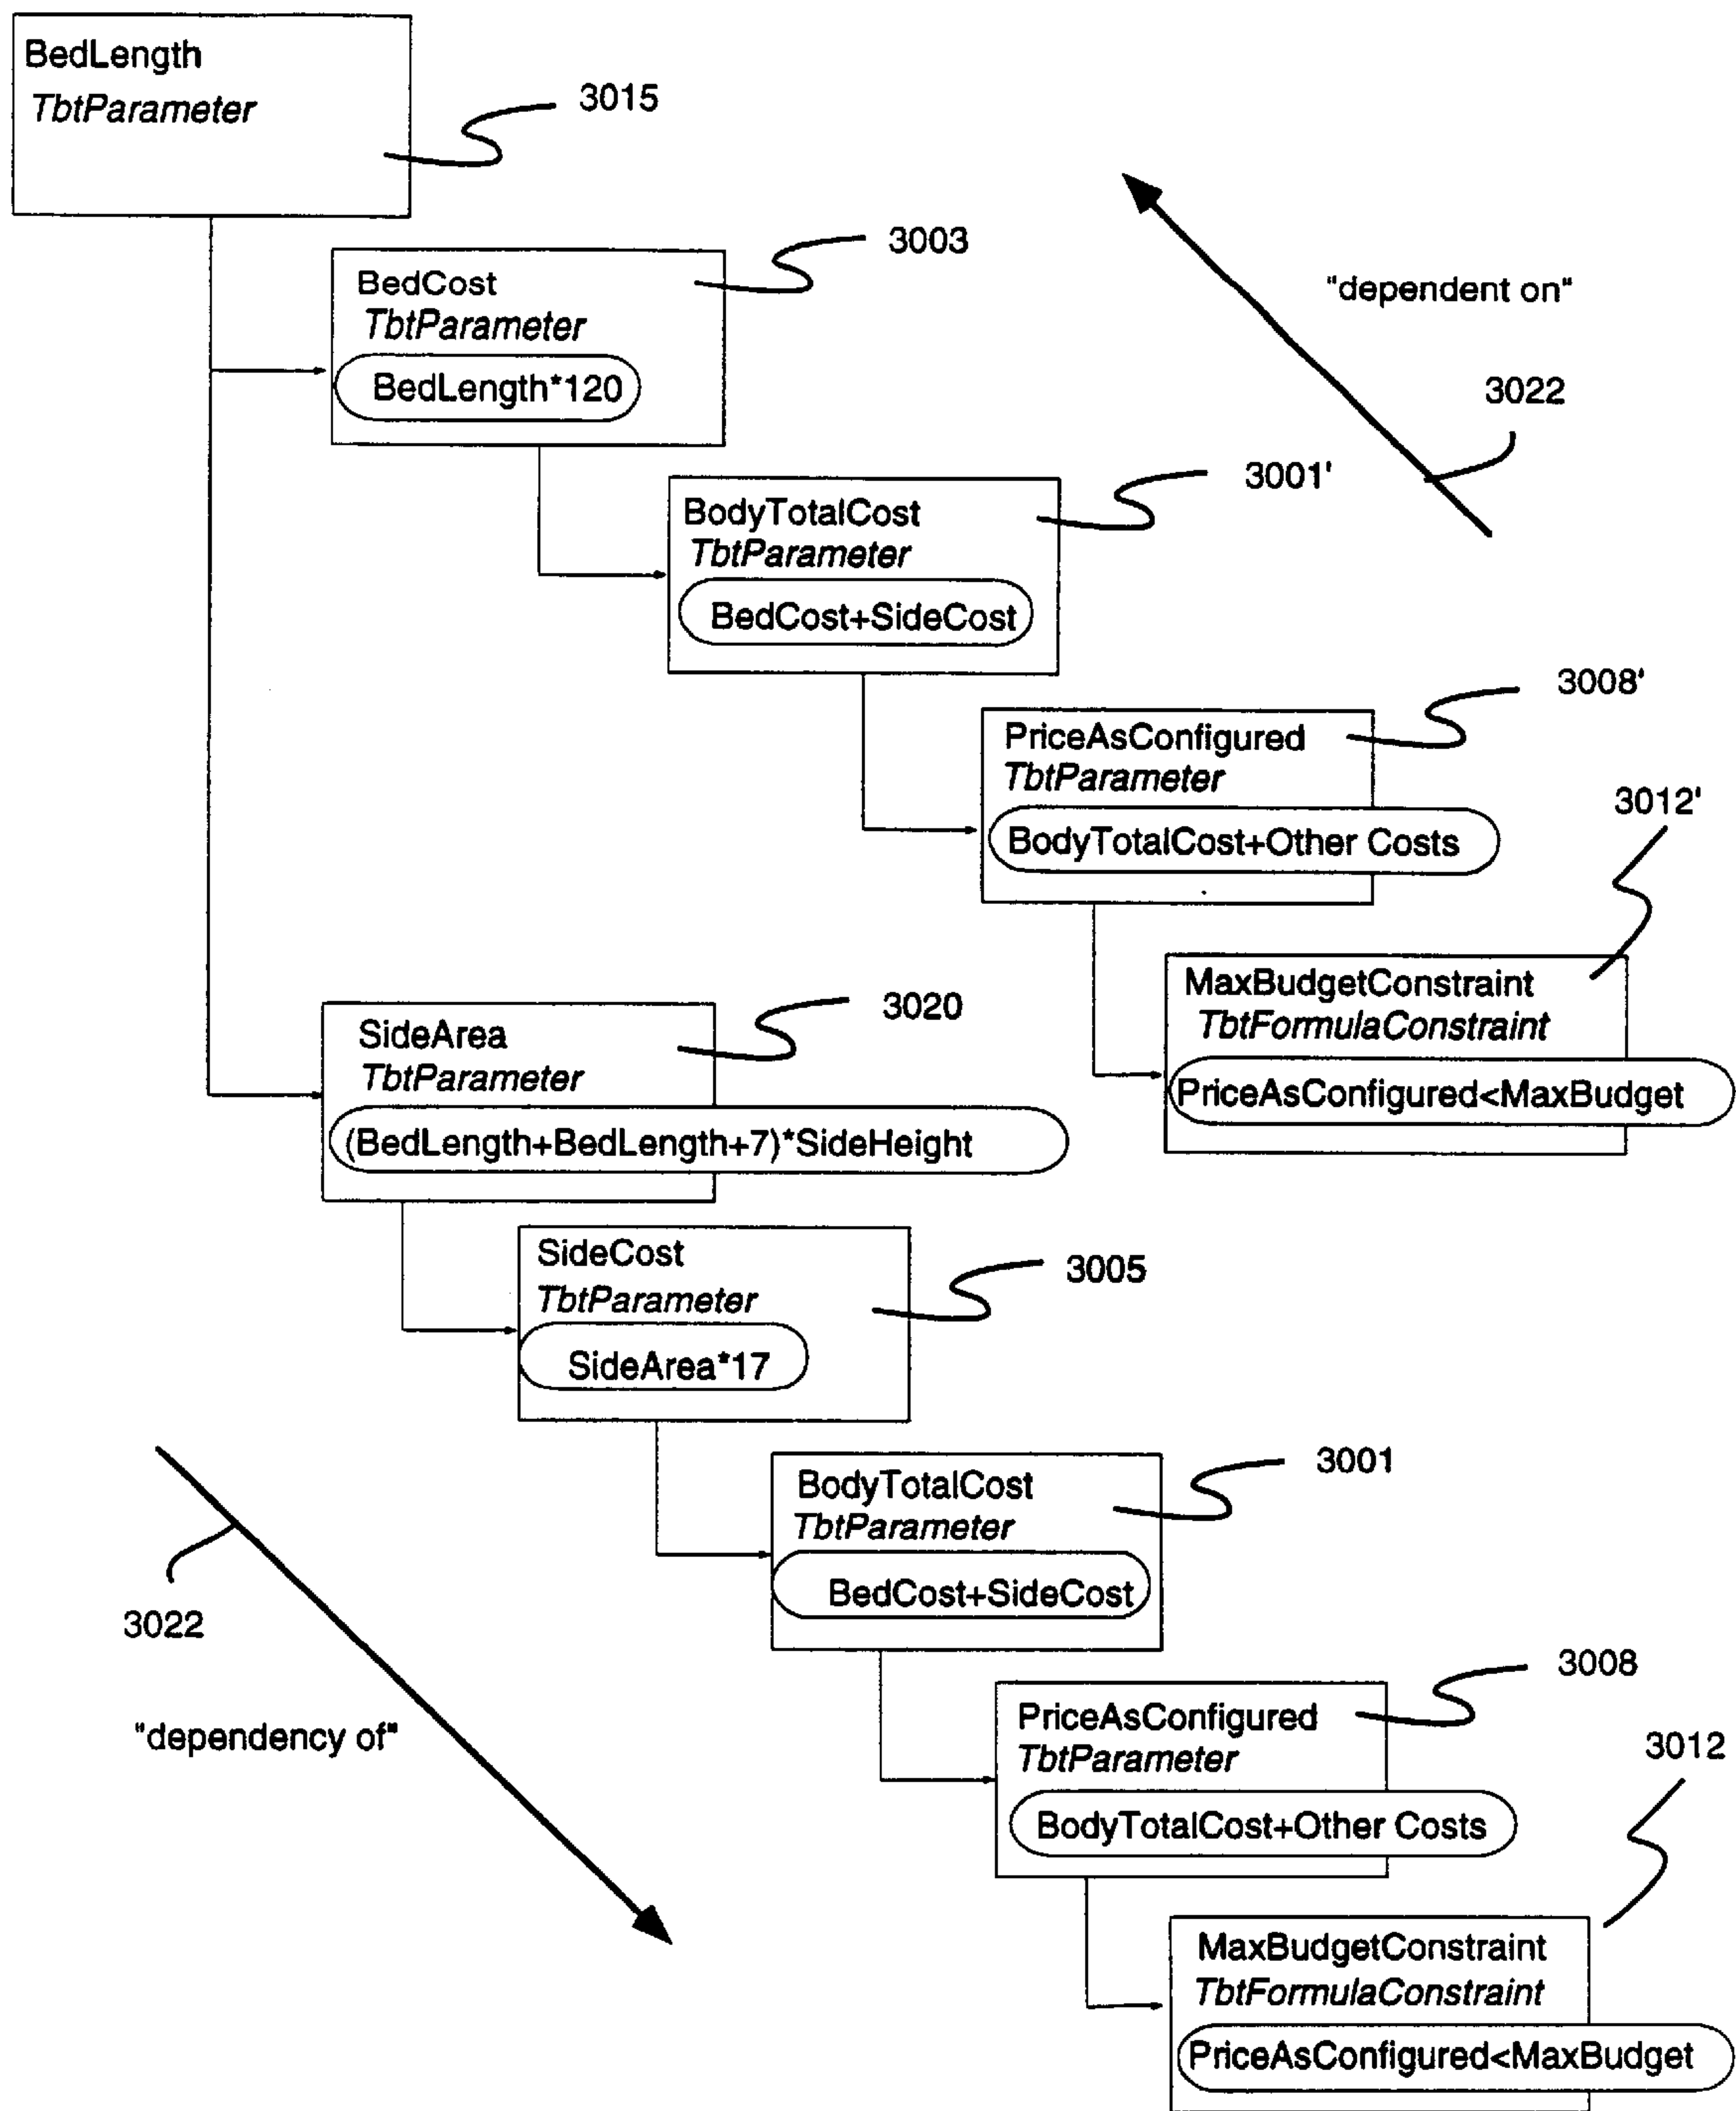 BedLength
TbtParameter
3015
3003
BedCost
TbtParameter
BedLength*120
"dependent on"
3022
3001'
BodyTotalCost
TbtParameter
BedCost+SideCost
3008'
PriceAsConfigured
TbtParameter
BodyTotalCost+Other Costs
3012'
MaxBudgetConstraint
TbtFormulaConstraint
PriceAsConfigured<MaxBudget
3020
SideArea
TbtParameter
(BedLength+BedLength+7)*SideHeight
SideCost
TbtParameter
SideArea*17
3005
3001
BodyTotalCost
TbtParameter
BedCost+SideCost
3022
"dependency of"
3008
PriceAsConfigured
TbtParameter
BodyTotalCost+Other Costs
3012
MaxBudgetConstraint
TbtFormulaConstraint
PriceAsConfigured<MaxBudget